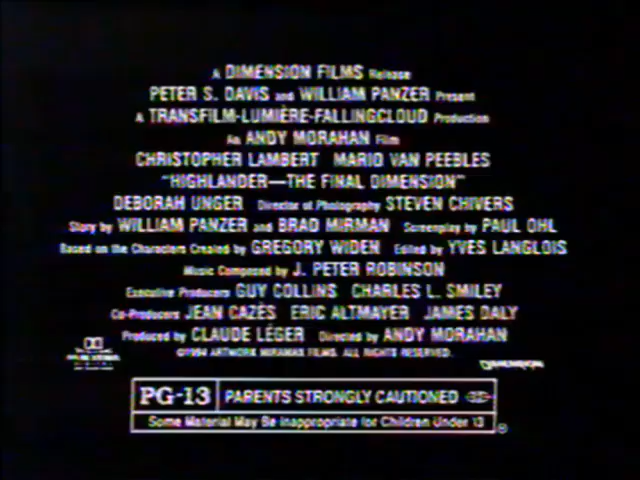 A DIMENSION FILMS Release
PETER S. DAVIS and WILLIAM PANZER Present
A TRANSFILM-LUMIÈRE-FALLINGCLOUD Production
An ANDY MORAHAN Film
CHRISTOPHER LAMBERT MARIO VAN PEEBLES
"HIGHLANDER—THE FINAL DIMENSION"
DEBORAH UNGER Director of Photography STEVEN CHIVERS
Story by WILLIAM PANZER and BRAD MIRMAN Screenplay by PAUL OHL
Based on the Characters Created by GREGORY WIDEN Edited by YVES LANGLOIS
Music Composed by J. PETER ROBINSON
Executive Producers GUY COLLINS CHARLES L. SMILEY
Co-Producers JEAN CAZÈS ERIC ALTMAYER JAMES DALY
Produced by CLAUDE LÉGER Directed by ANDY MORAHAN
©1994 ARTWORK MIRAMAX FILMS. ALL RIGHTS RESERVED.
DIMENSION
PG-13 PARENTS STRONGLY CAUTIONED
Some Material May Be Inappropriate for Children Under 13
®